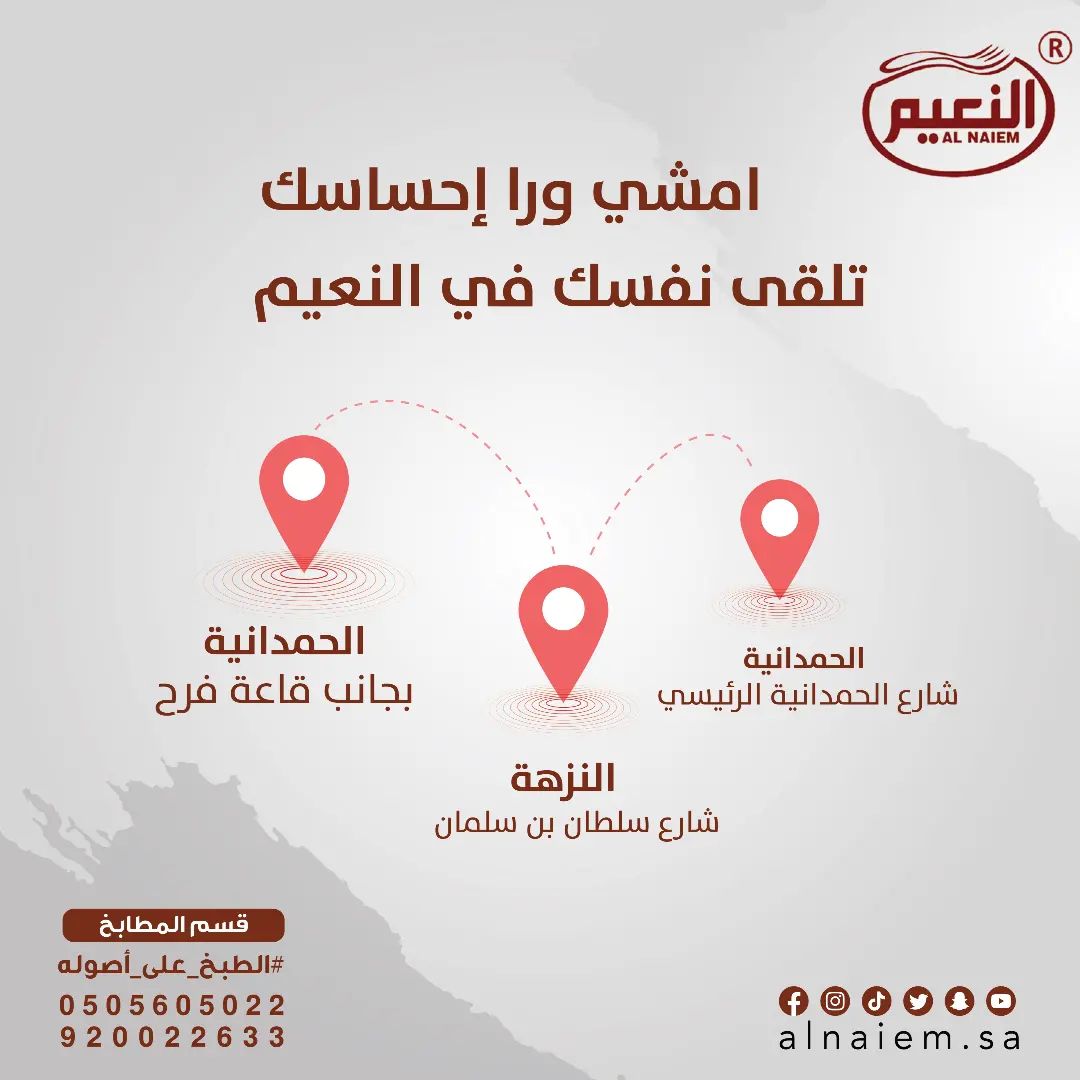 النعيم
AL NAIEM
®
امشي ورا إحساسك
تلقى نفسك في النعيم
الحمدانية
شارع الحمدانية الرئيسي
الحمدانية
بجانب قاعة فرح
النزهة
شارع سلطان بن سلمان
قسم المطابخ
#الطبخ_على_أصوله
0505605022
920022633
alnaiem.sa